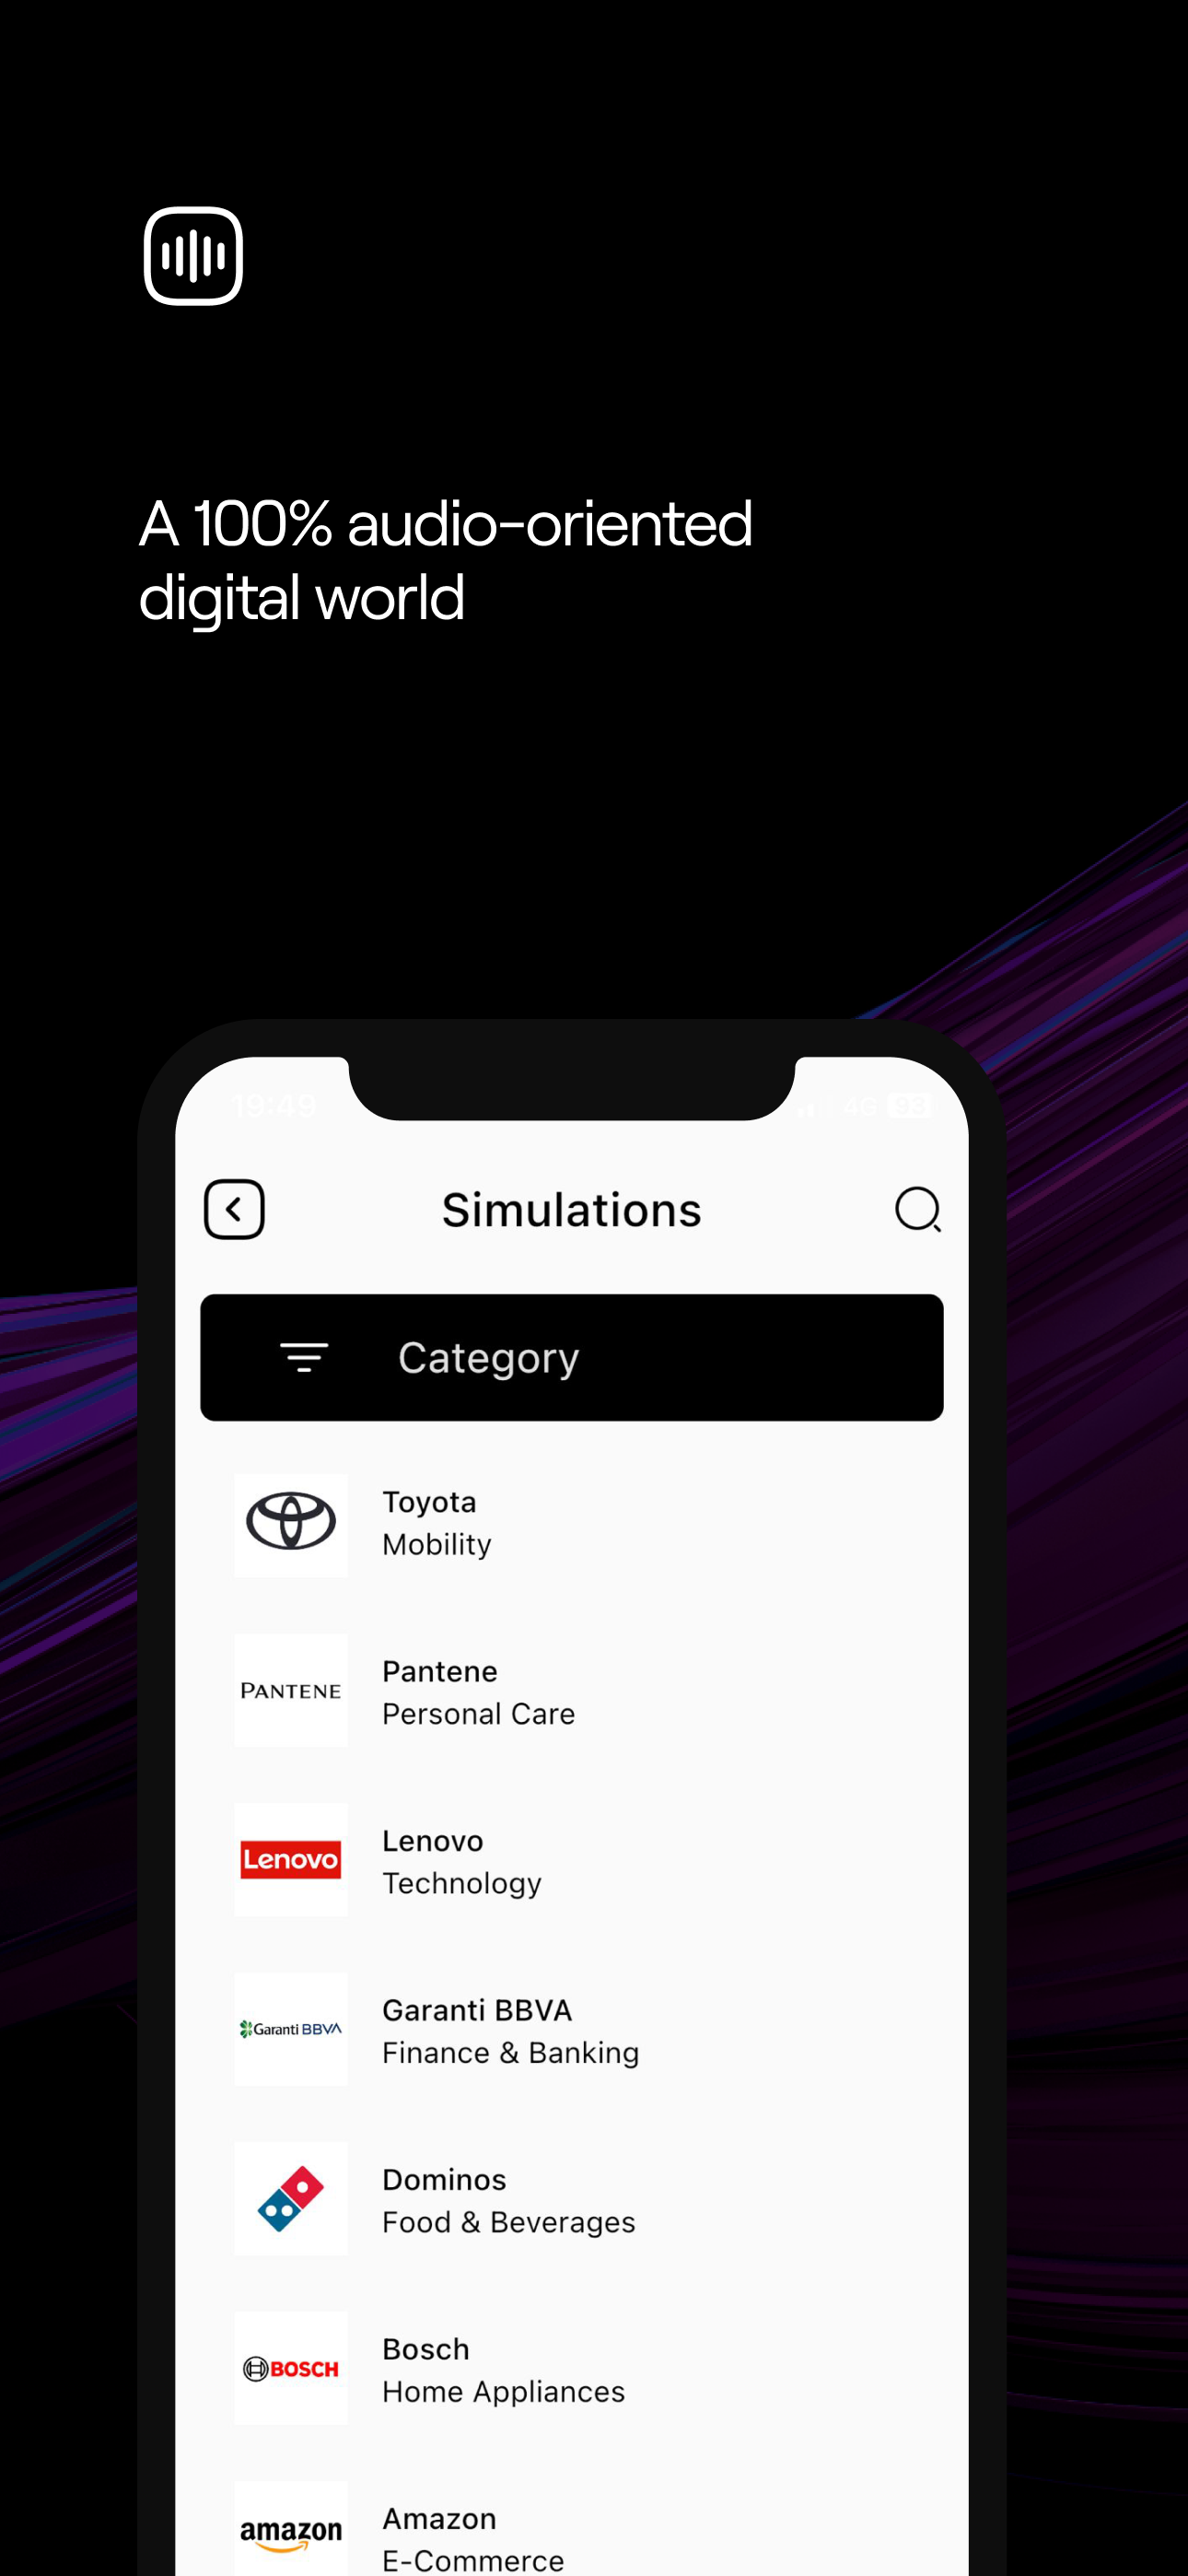 A 100% audio-oriented
digital world
19:49
4G 93
Simulations
Category
Toyota
Mobility
PANTENE
Pantene
Personal Care
Lenovo
Lenovo
Technology
Garanti BBVA
Garanti BBVA
Finance & Banking
Dominos
Food & Beverages
BOSCH
Bosch
Home Appliances
amazon
Amazon
E-Commerce